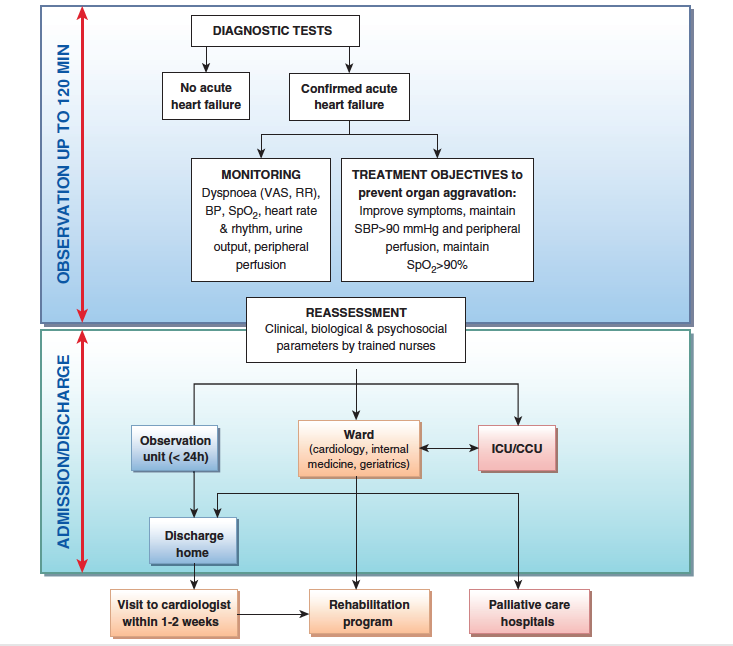 OBSERVATION UP TO 120 MIN
DIAGNOSTIC TESTS
No acute
heart failure
Confirmed acute
heart failure
MONITORING
Dyspnoea (VAS, RR),
BP, SpO₂, heart rate
& rhythm, urine
output, peripheral
perfusion
TREATMENT OBJECTIVES to
prevent organ aggravation:
Improve symptoms, maintain
SBP>90 mmHg and peripheral
perfusion, maintain
SpO₂>90%
REASSESSMENT
Clinical, biological & psychosocial
parameters by trained nurses
ADMISSION/DISCHARGE
Observation
unit (< 24h)
Ward
(cardiology, internal
medicine, geriatrics)
ICU/CCU
Discharge
home
Visit to cardiologist
within 1-2 weeks
Rehabilitation
program
Palliative care
hospitals